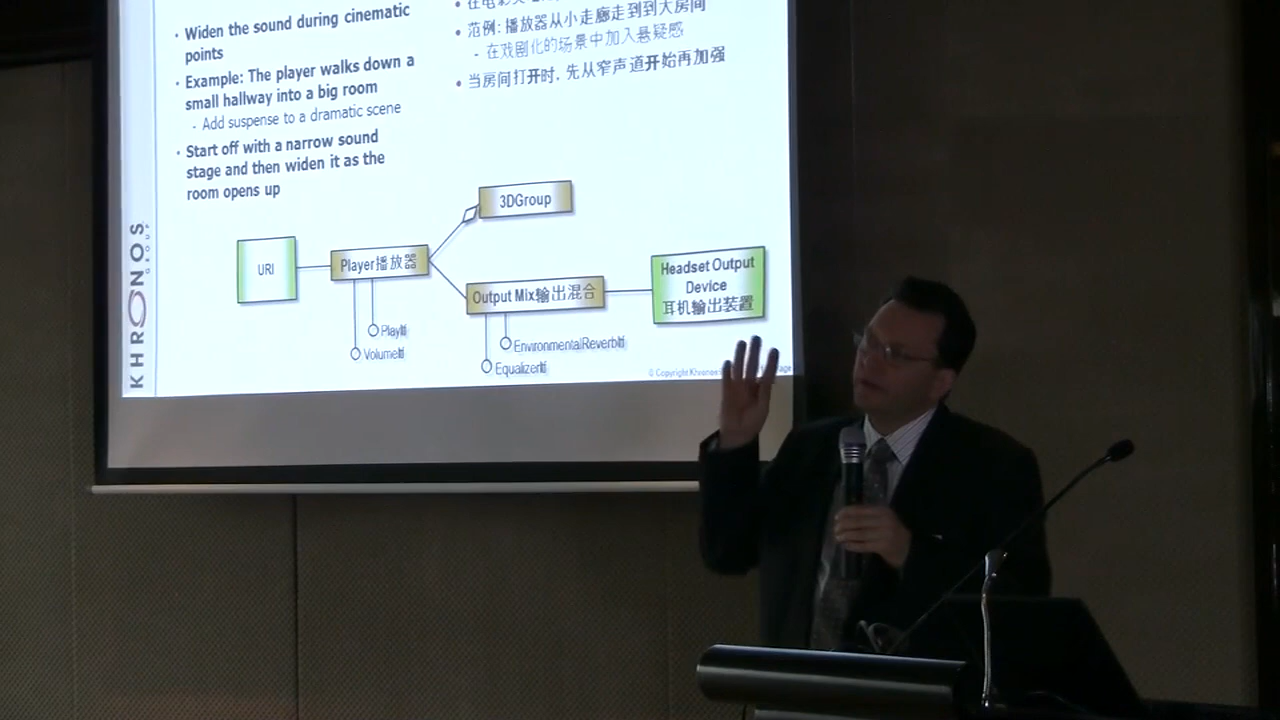 Widen the sound during cinematic
points
Example: The player walks down a
small hallway into a big room
- Add suspense to a dramatic scene
Start off with a narrow sound
stage and then widen it as the
room opens up
范例: 播放器从小走廊走到到大房间
- 在戏剧化的场景中加入悬疑感
当房间打开时, 先从窄声道开始再加强
3DGroup
URI
Player播放器
Output Mix输出混合
Headset Output
Device
耳机输出装置
PlayItf
VolumeItf
EnvironmentalReverbItf
EqualizerItf
© Copyright Khronos
KHRONOS
GROUP